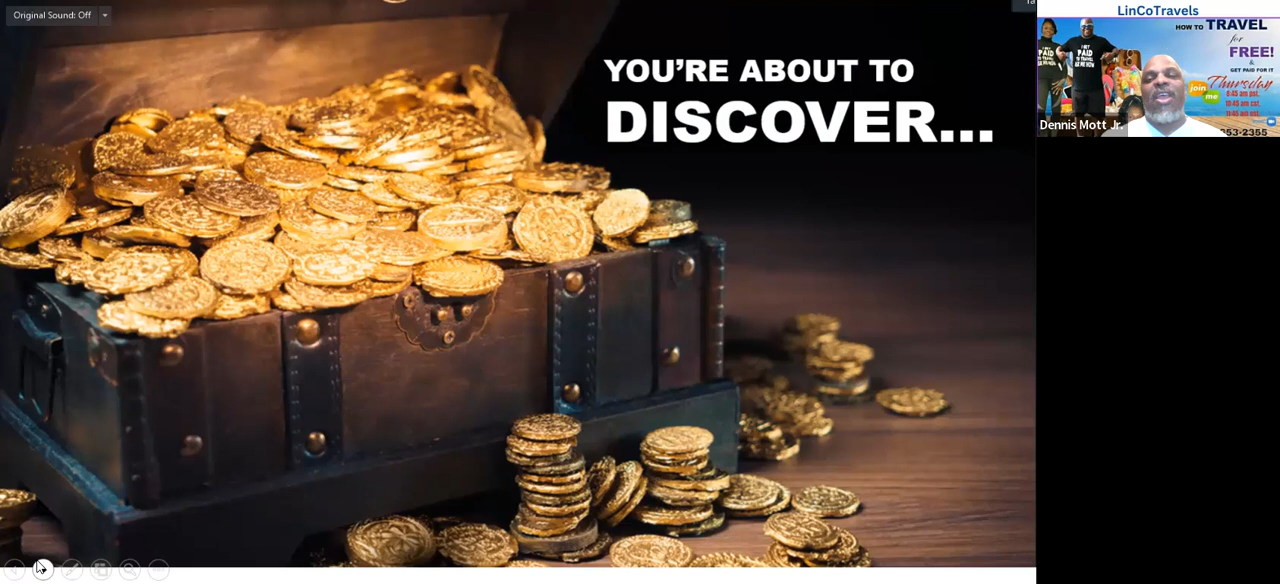 Original Sound: Off
YOU'RE ABOUT TO
DISCOVER...
LinCoTravels
HOW TO TRAVEL
for
FREE!
&
GET PAID FOR IT
Thursday
join
me
Dennis Mott Jr.
353-2355